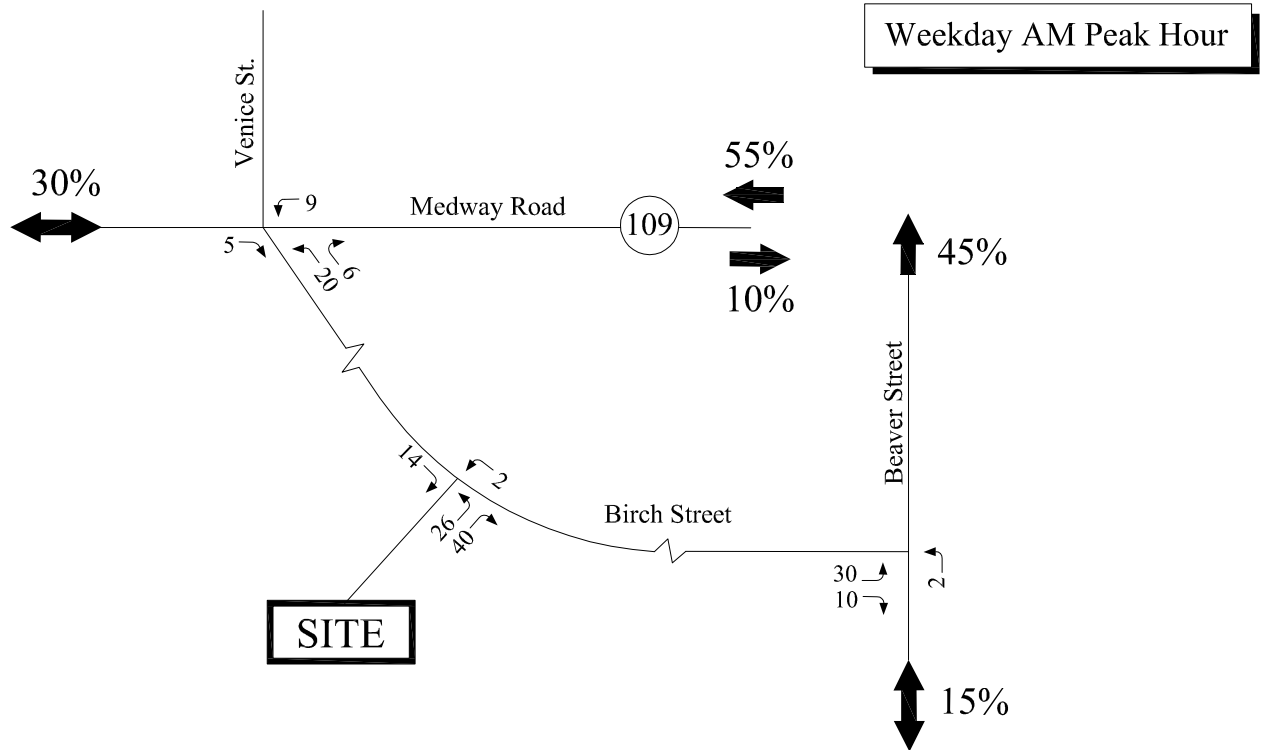 Weekday AM Peak Hour
Venice St.
30%
9
Medway Road
109
55%
10%
5
20
6
45%
Beaver Street
14
2
26
40
Birch Street
30
10
2
SITE
15%